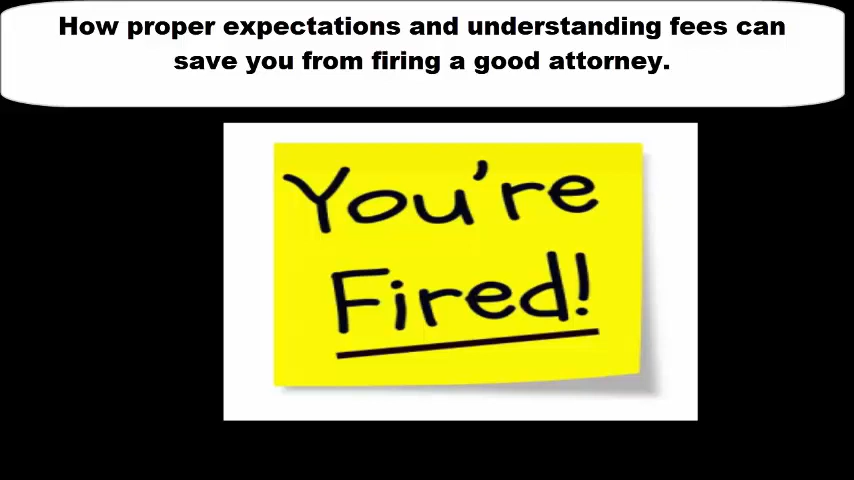 How proper expectations and understanding fees can
save you from firing a good attorney.
You're
Fired!